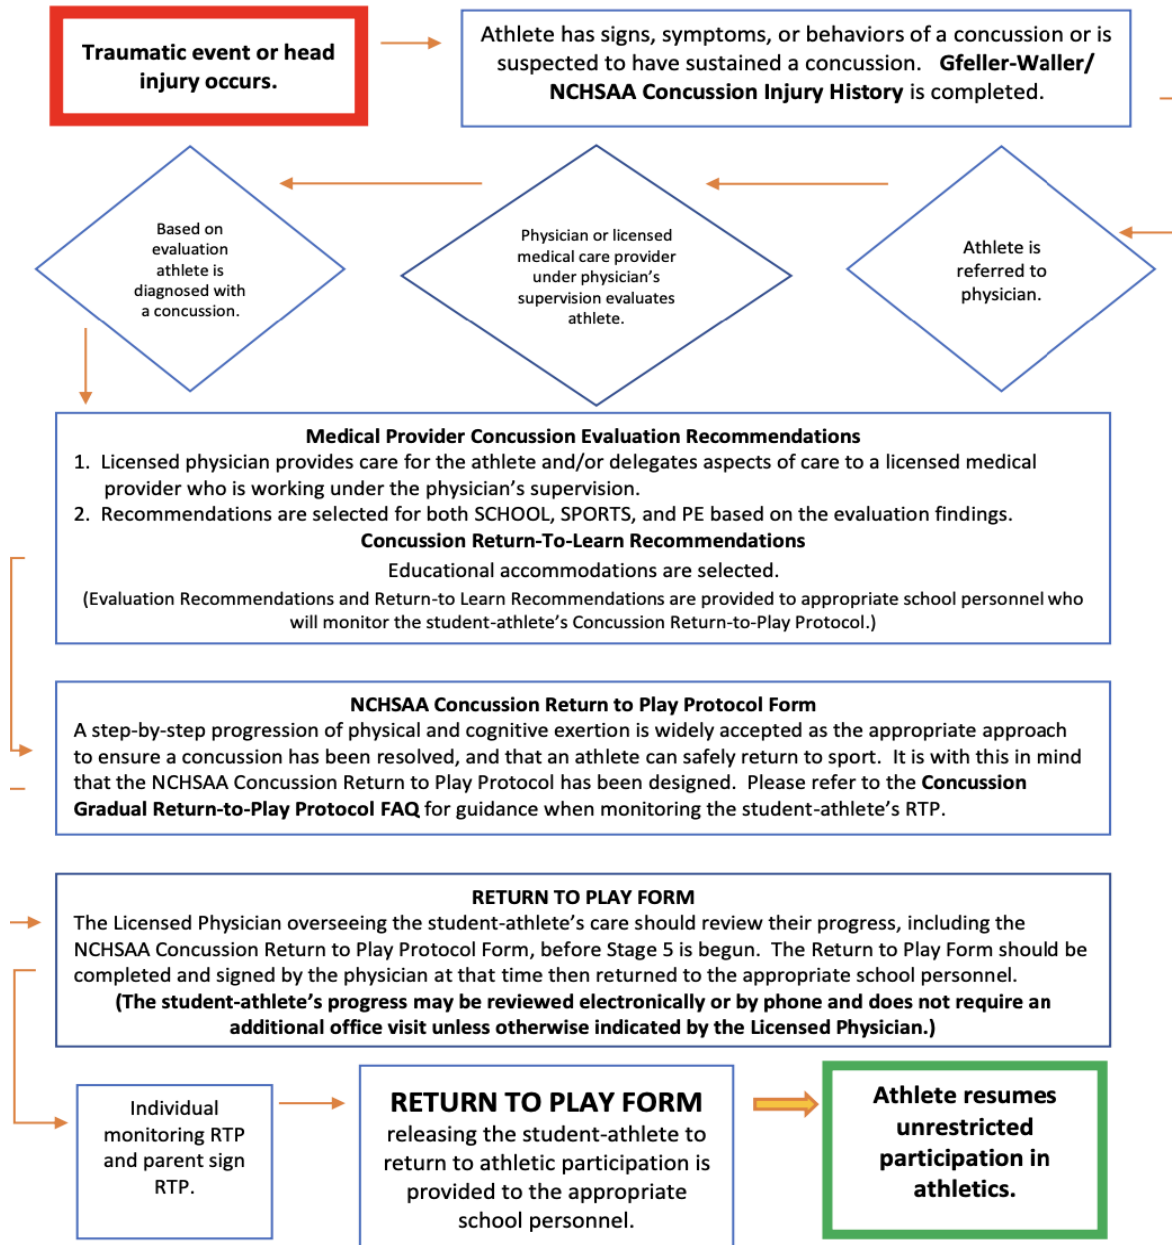 Traumatic event or head
injury occurs.
Athlete has signs, symptoms, or behaviors of a concussion or is
suspected to have sustained a concussion. Gfeller-Waller/
NCHSAA Concussion Injury History is completed.
Athlete is
referred to
physician.
Physician or licensed
medical care provider
under physician’s
supervision evaluates
athlete.
Based on
evaluation
athlete is
diagnosed with
a concussion.
Medical Provider Concussion Evaluation Recommendations
1. Licensed physician provides care for the athlete and/or delegates aspects of care to a licensed medical
provider who is working under the physician’s supervision.
2. Recommendations are selected for both SCHOOL, SPORTS, and PE based on the evaluation findings.
Concussion Return-To-Learn Recommendations
Educational accommodations are selected.
(Evaluation Recommendations and Return-to Learn Recommendations are provided to appropriate school personnel who
will monitor the student-athlete’s Concussion Return-to-Play Protocol.)
NCHSAA Concussion Return to Play Protocol Form
A step-by-step progression of physical and cognitive exertion is widely accepted as the appropriate approach
to ensure a concussion has been resolved, and that an athlete can safely return to sport. It is with this in mind
that the NCHSAA Concussion Return to Play Protocol has been designed. Please refer to the Concussion
Gradual Return-to-Play Protocol FAQ for guidance when monitoring the student-athlete’s RTP.
RETURN TO PLAY FORM
The Licensed Physician overseeing the student-athlete’s care should review their progress, including the
NCHSAA Concussion Return to Play Protocol Form, before Stage 5 is begun. The Return to Play Form should be
completed and signed by the physician at that time then returned to the appropriate school personnel.
(The student-athlete’s progress may be reviewed electronically or by phone and does not require an
additional office visit unless otherwise indicated by the Licensed Physician.)
Individual
monitoring RTP
and parent sign
RTP.
RETURN TO PLAY FORM
releasing the student-athlete to
return to athletic participation is
provided to the appropriate
school personnel.
Athlete resumes
unrestricted
participation in
athletics.